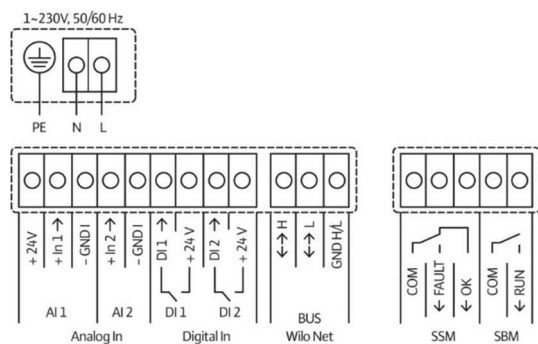 1~230V, 50/60 Hz
PE N L
+ 24V
+ In 1 →
- GND I
+ In 2 →
- GND I
DI 1 →
+ 24 V
DI 2 →
+ 24 V
←→ H
←→ L
GND H/L
COM
← FAULT
← OK
COM
← RUN
AI 1 AI 2 DI 1 DI 2 BUS
Analog In Digital In Wilo Net SSM SBM